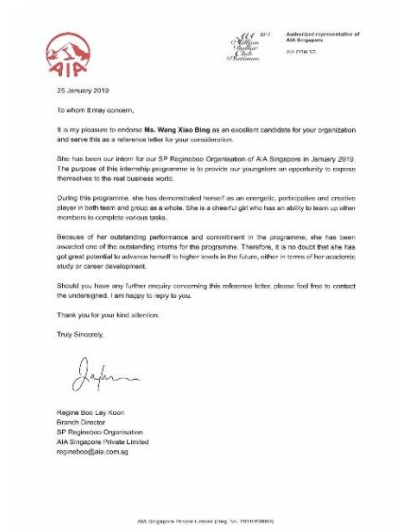 AIA
2017
AIA
Million
Dollar
Club
Platinum
Authorized representative of
AIA Singapore
AIA.COM.SG
25 January 2019
To whom it may concern,
It is my pleasure to endorse Ms. Wang Xiao Bing as an excellent candidate for your organization
and serve this as a reference letter for your consideration.
She has been our intern for our SP Regineboo Organisation of AIA Singapore in January 2019.
The purpose of this internship programme is to provide our youngsters an opportunity to expose
themselves to the real business world.
During this programme, she has demonstrated herself as an energetic, participative and creative
player in both team and group as a whole. She is a cheerful girl who has an ability to team up other
members to complete various tasks.
Because of her outstanding performance and commitment in the programme, she has been
awarded one of the outstanding interns for the programme. Therefore, it is no doubt that she has
got great potential to advance herself to higher levels in the future, either in terms of her academic
study or career development.
Should you have any further enquiry concerning this reference letter, please feel free to contact
the undersigned. I am happy to reply to you.
Thank you for your kind attention.
Truly Sincerely,
Regine Boo Lay Koon
Branch Director
SP Regineboo Organisation
AIA Singapore Private Limited
regineboo@aia.com.sg
AIA Singapore Private Limited (Reg. No.